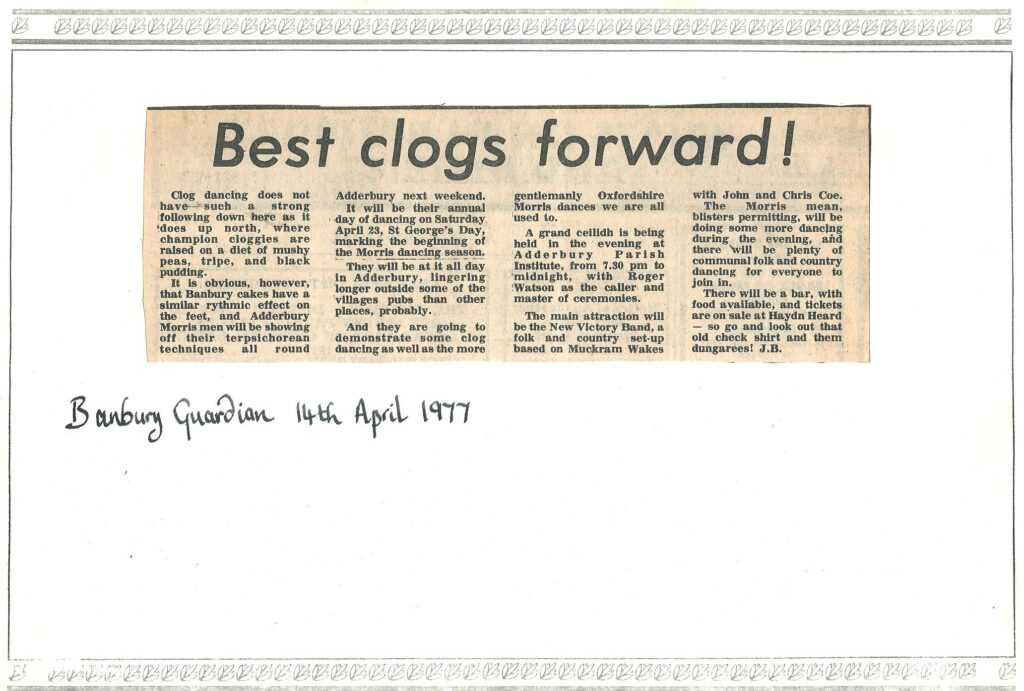 Best clogs forward!
Clog dancing does not
have such a strong
following down here as it
does up north, where
champion cloggies are
raised on a diet of mushy
peas, tripe, and black
pudding.
It is obvious, however,
that Banbury cakes have a
similar rythmic effect on
the feet, and Adderbury
Morris men will be showing
off their terpsichorean
techniques all round
Adderbury next weekend.
It will be their annual
day of dancing on Saturday
April 23, St George's Day,
marking the beginning of
the Morris dancing season.
They will be at it all day
in Adderbury, lingering
longer outside some of the
villages pubs than other
places, probably.
And they are going to
demonstrate some clog
dancing as well as the more
gentlemanly Oxfordshire
Morris dances we are all
used to.
A grand ceilidh is being
held in the evening at
Adderbury Parish
Institute, from 7.30 pm to
midnight, with Roger
Watson as the caller and
master of ceremonies.
The main attraction will
be the New Victory Band, a
folk and country set-up
based on Muckram Wakes
with John and Chris Coe.
The Morris mean,
blisters permitting, will be
doing some more dancing
during the evening, and
there will be plenty of
communal folk and country
dancing for everyone to
join in.
There will be a bar, with
food available, and tickets
are on sale at Haydn Heard
— so go and look out that
old check shirt and them
dungarees! J.B.
Banbury Guardian 14th April 1977